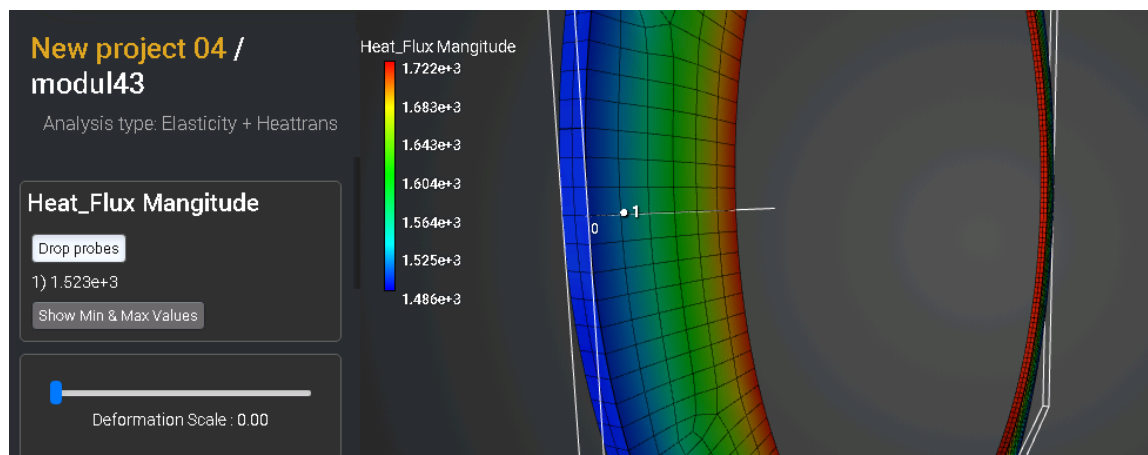 New project 04 /
modul43
Analysis type: Elasticity + Heattrans
Heat_Flux Mangitude
Drop probes
1) 1.523e+3
Show Min & Max Values
Deformation Scale : 0.00
Heat_Flux Mangitude
1.722e+3
1.683e+3
1.643e+3
1.604e+3
1.564e+3
1.525e+3
1.486e+3
1
0